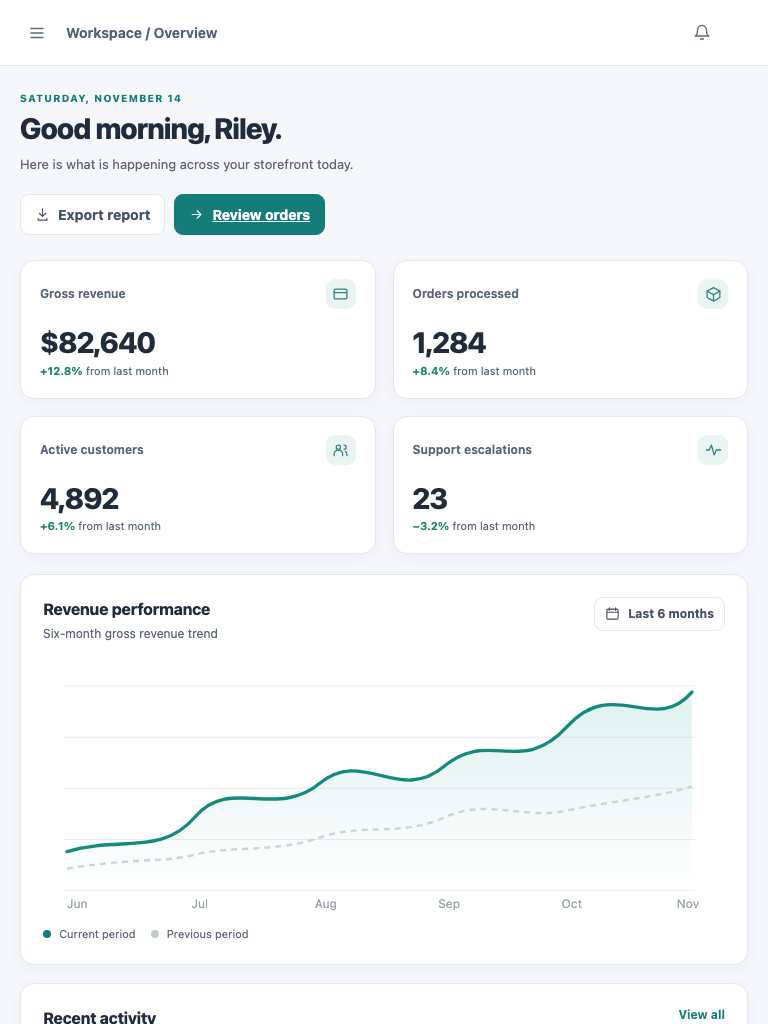 Workspace / Overview
SATURDAY, NOVEMBER 14
Good morning, Riley.
Here is what is happening across your storefront today.
Export report
Review orders
Gross revenue
$82,640
+12.8% from last month
Orders processed
1,284
+8.4% from last month
Active customers
4,892
+6.1% from last month
Support escalations
23
−3.2% from last month
Revenue performance
Six-month gross revenue trend
Last 6 months
Jun Jul Aug Sep Oct Nov
Current period Previous period
Recent activity
View all